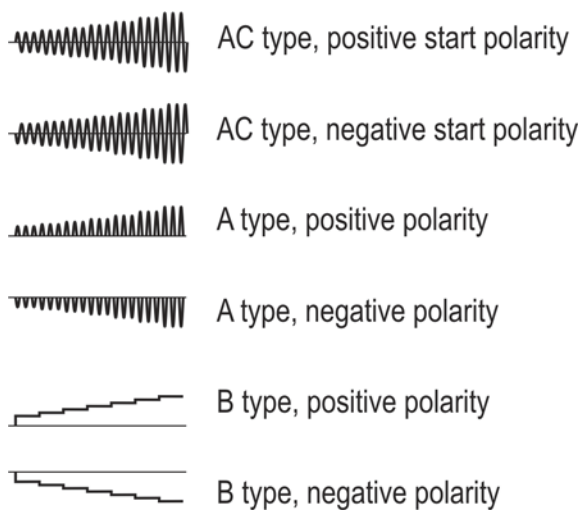 AC type, positive start polarity
AC type, negative start polarity
A type, positive polarity
A type, negative polarity
B type, positive polarity
B type, negative polarity